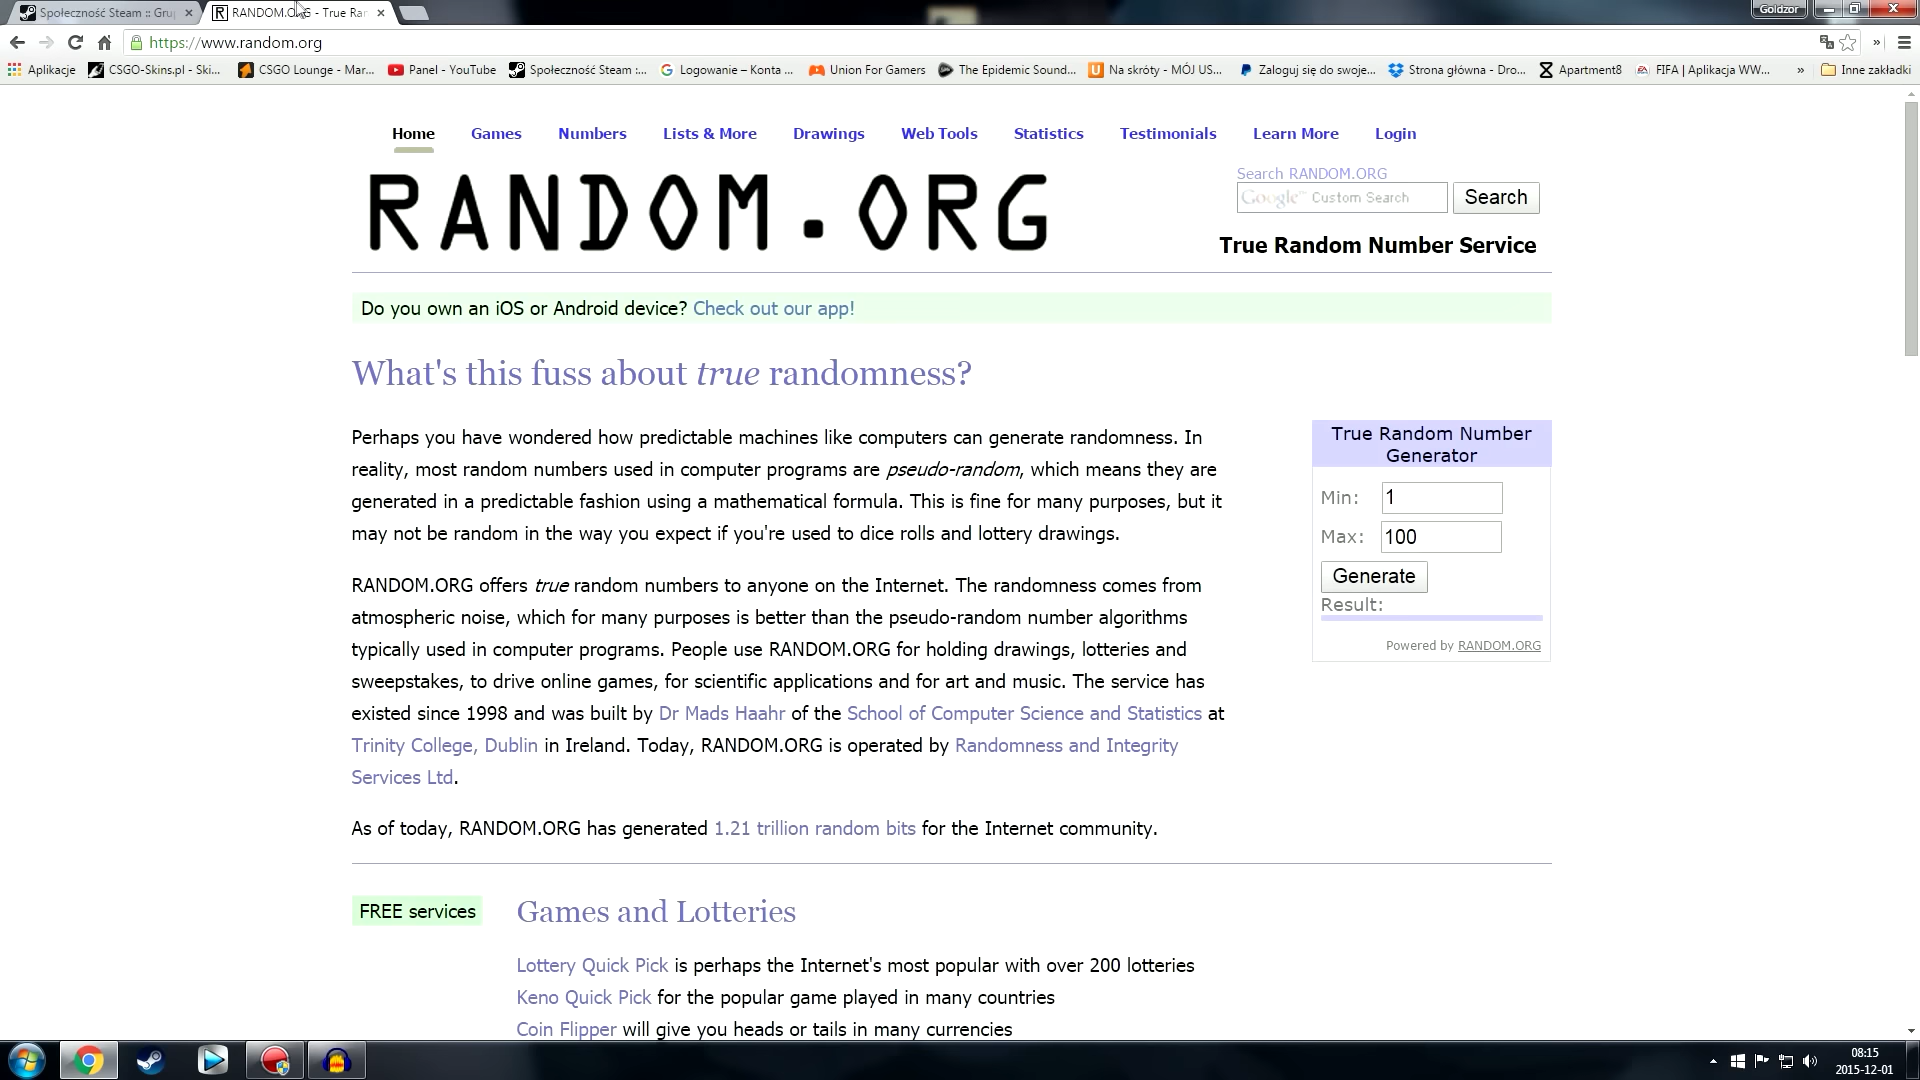 Społeczność Steam :: Gru
RANDOM.ORG - True Ra
Goldzor
https://www.random.org
Aplikacje
CSGO-Skins.pl - Ski...
CSGO Lounge - Mar...
Panel - YouTube
Społeczność Steam :...
Logowanie – Konta ...
Union For Gamers
The Epidemic Sound...
Na skróty - MÓJ US...
Zaloguj się do swoje...
Strona główna - Dro...
Apartment8
FIFA | Aplikacja WW...
»
Inne zakładki
Home Games Numbers Lists & More Drawings Web Tools Statistics Testimonials Learn More Login
RANDOM.ORG
Search RANDOM.ORG
Google™ Custom Search
Search
True Random Number Service
Do you own an iOS or Android device? Check out our app!
What's this fuss about true randomness?
Perhaps you have wondered how predictable machines like computers can generate randomness. In
reality, most random numbers used in computer programs are pseudo-random, which means they are
generated in a predictable fashion using a mathematical formula. This is fine for many purposes, but it
may not be random in the way you expect if you're used to dice rolls and lottery drawings.
RANDOM.ORG offers true random numbers to anyone on the Internet. The randomness comes from
atmospheric noise, which for many purposes is better than the pseudo-random number algorithms
typically used in computer programs. People use RANDOM.ORG for holding drawings, lotteries and
sweepstakes, to drive online games, for scientific applications and for art and music. The service has
existed since 1998 and was built by Dr Mads Haahr of the School of Computer Science and Statistics at
Trinity College, Dublin in Ireland. Today, RANDOM.ORG is operated by Randomness and Integrity
Services Ltd.
As of today, RANDOM.ORG has generated 1.21 trillion random bits for the Internet community.
True Random Number
Generator
Min: 1
Max: 100
Generate
Result:
Powered by RANDOM.ORG
FREE services
Games and Lotteries
Lottery Quick Pick is perhaps the Internet's most popular with over 200 lotteries
Keno Quick Pick for the popular game played in many countries
Coin Flipper will give you heads or tails in many currencies
08:15
2015-12-01